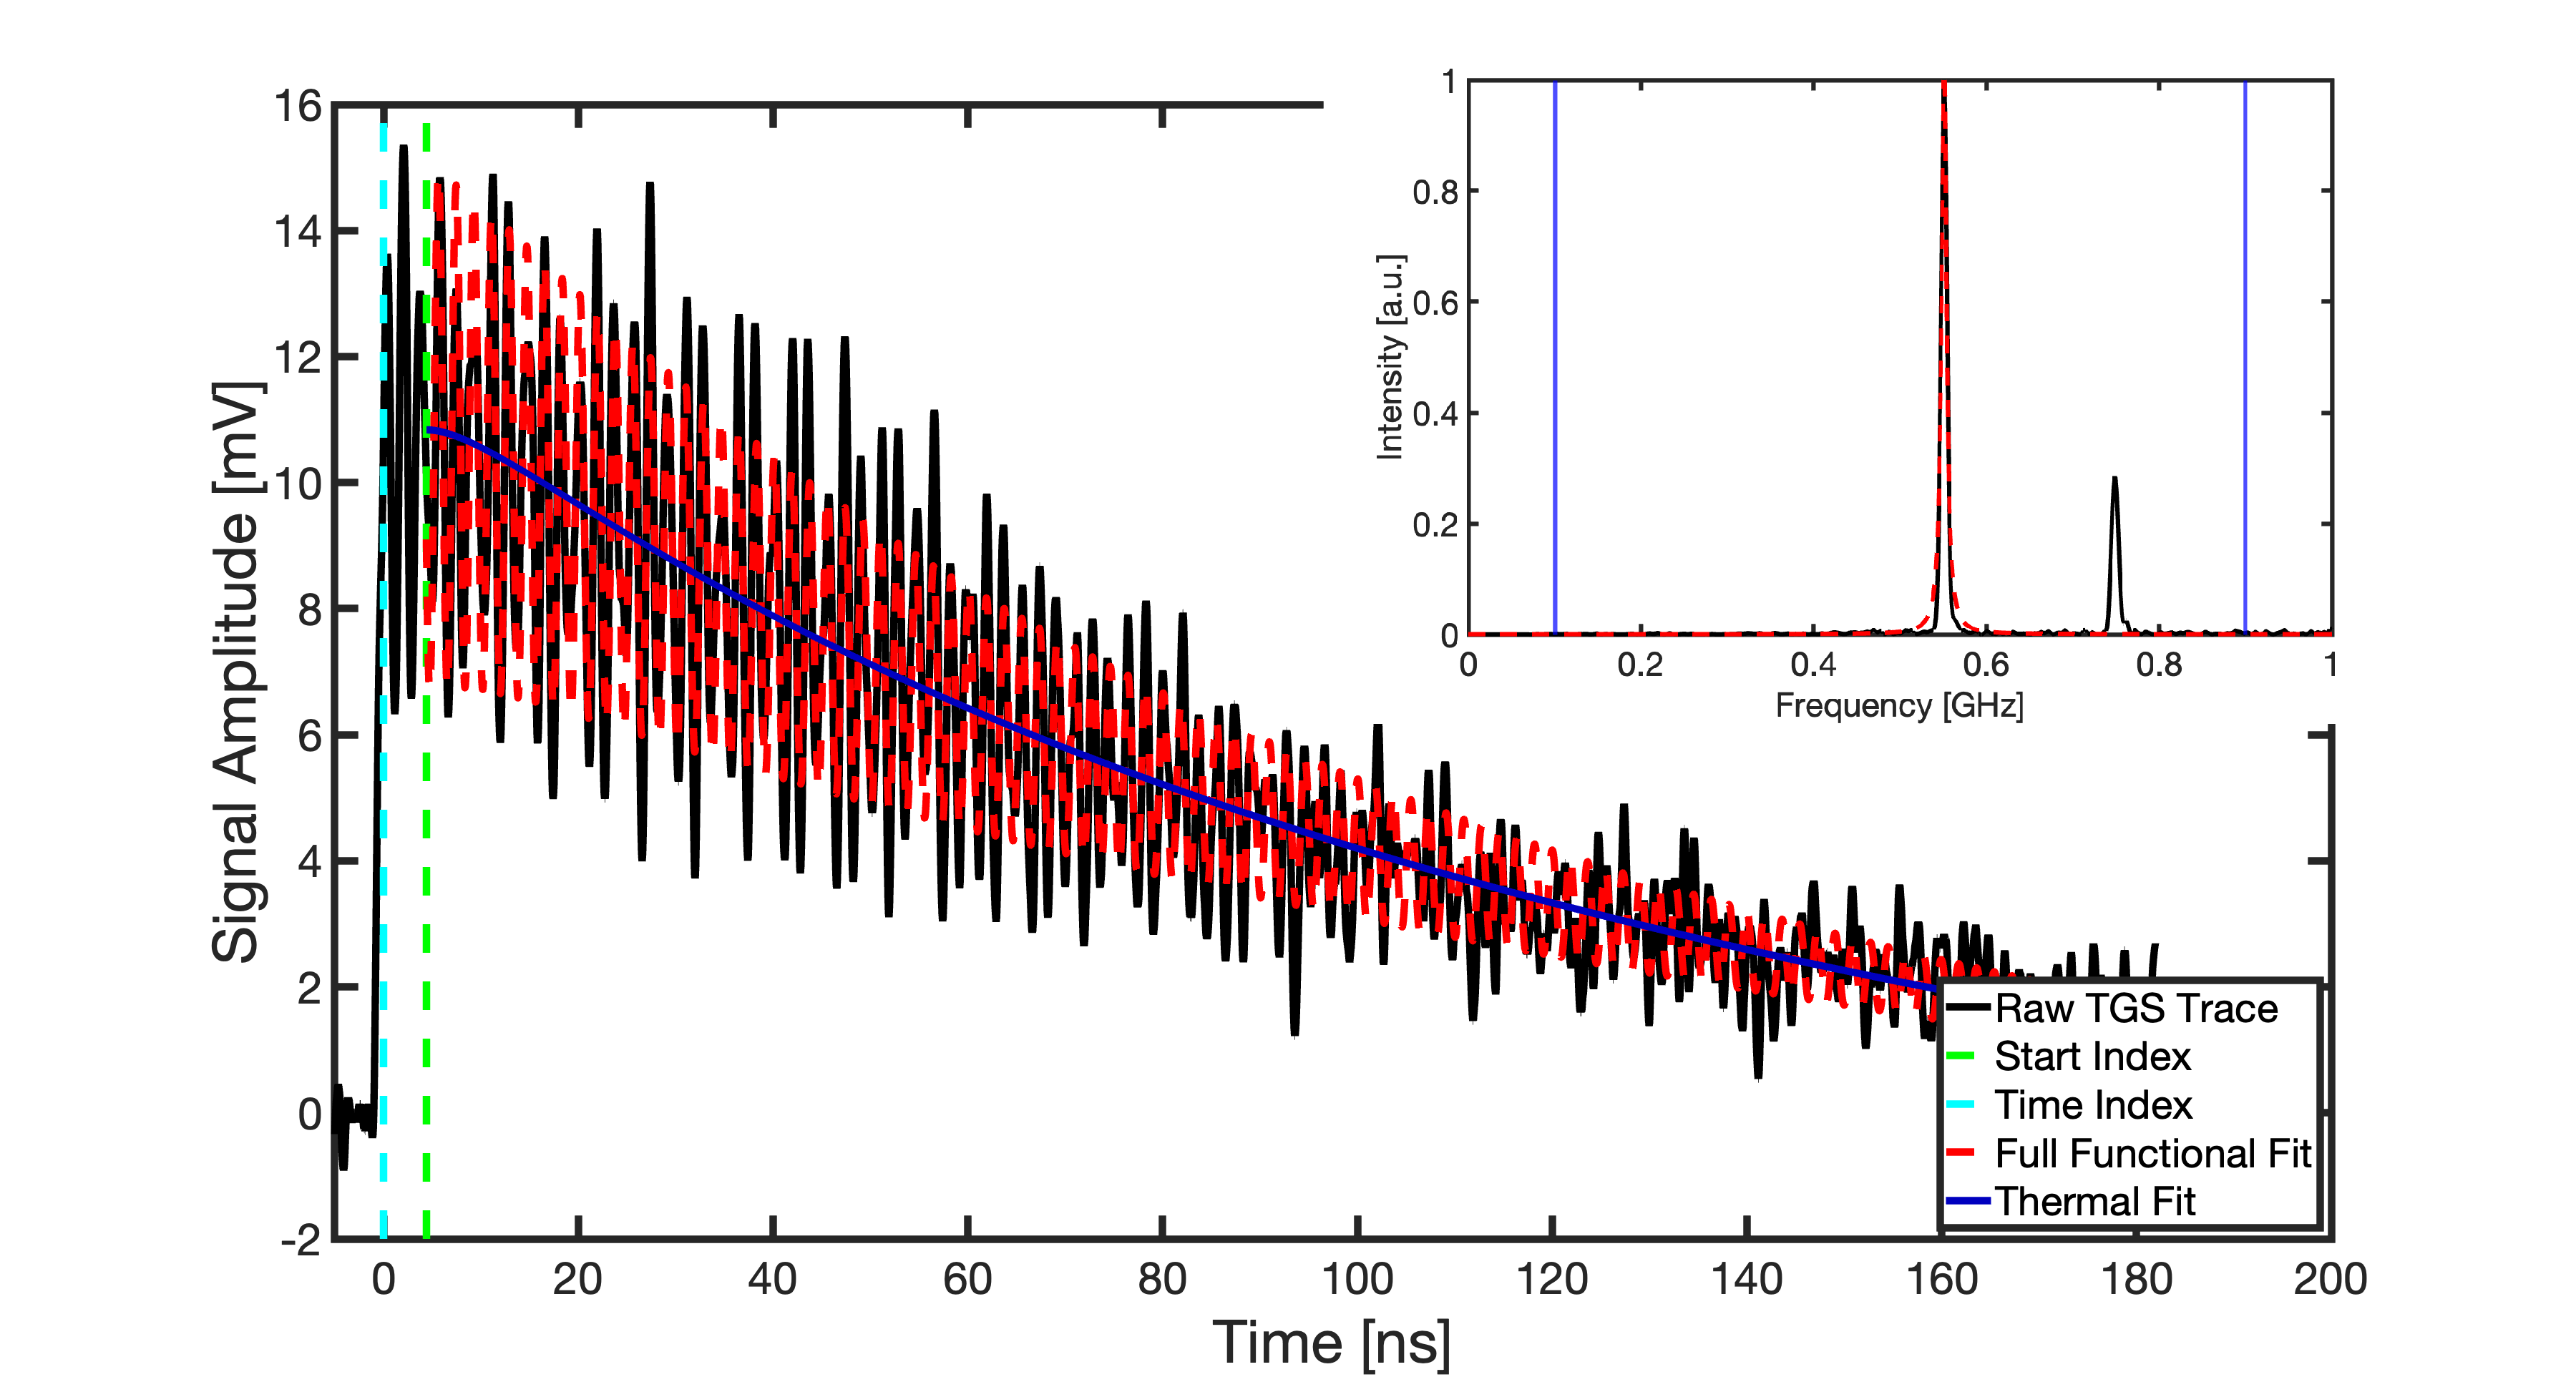 16
14
12
10
8
6
4
2
0
-2
Signal Amplitude [mV]
0 20 40 60 80 100 120 140 160 180 200
Time [ns]
1
0.8
0.6
0.4
0.2
0
Intensity [a.u.]
0 0.2 0.4 0.6 0.8 1
Frequency [GHz]
Raw TGS Trace
Start Index
Time Index
Full Functional Fit
Thermal Fit